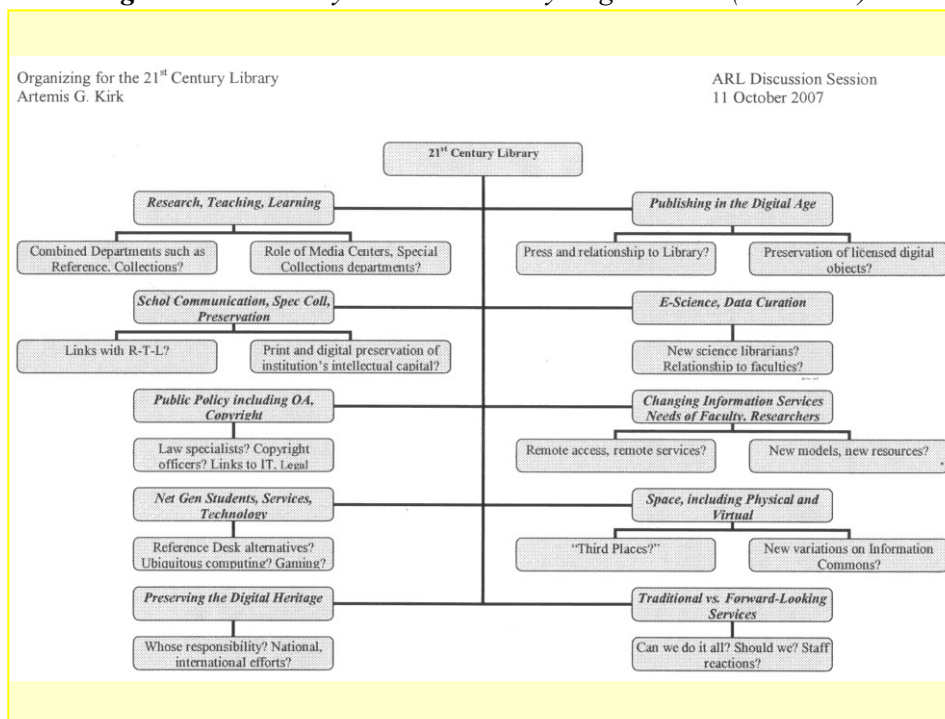 Organizing for the 21st Century Library
Artemis G. Kirk
ARL Discussion Session
11 October 2007
21st Century Library
Research, Teaching, Learning
Combined Departments such as
Reference, Collections?
Role of Media Centers, Special
Collections departments?
Publishing in the Digital Age
Press and relationship to Library?
Preservation of licensed digital
objects?
Schol Communication, Spec Coll,
Preservation
Links with R-T-L?
Print and digital preservation of
institution's intellectual capital?
E-Science, Data Curation
New science librarians?
Relationship to faculties?
Public Policy including OA,
Copyright
Law specialists? Copyright
officers? Links to IT, Legal
Changing Information Services
Needs of Faculty, Researchers
Remote access, remote services?
New models, new resources?
Net Gen Students, Services,
Technology
Reference Desk alternatives?
Ubiquitous computing? Gaming?
Space, including Physical and
Virtual
"Third Places?"
New variations on Information
Commons?
Preserving the Digital Heritage
Whose responsibility? National,
international efforts?
Traditional vs. Forward-Looking
Services
Can we do it all? Should we? Staff
reactions?